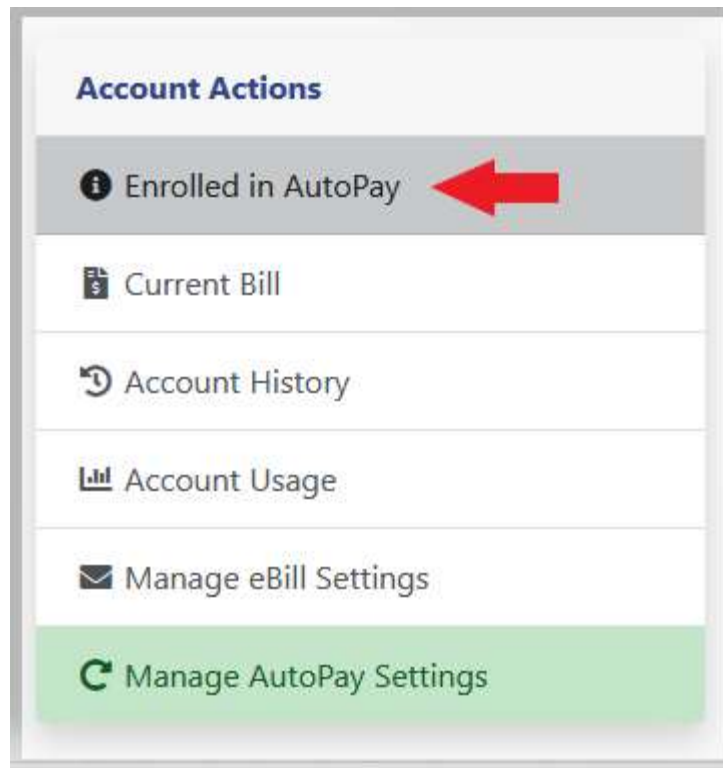 Account Actions
Enrolled in AutoPay
Current Bill
Account History
Account Usage
Manage eBill Settings
Manage AutoPay Settings